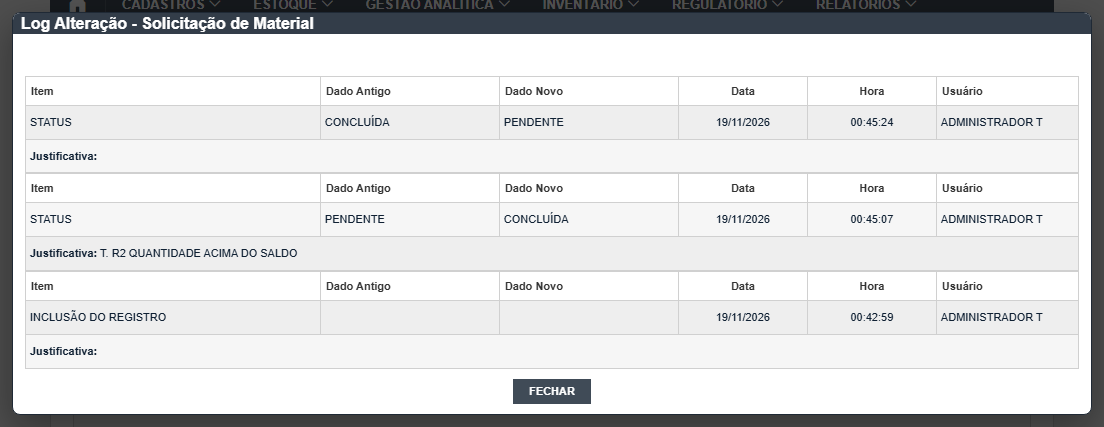 CADASTROS ESTOQUE GESTÃO ANALÍTICA INVENTÁRIO REGULATÓRIO RELATÓRIOS
Log Alteração - Solicitação de Material
Item Dado Antigo Dado Novo Data Hora Usuário
STATUS CONCLUÍDA PENDENTE 19/11/2026 00:45:24 ADMINISTRADOR T
Justificativa:
Item Dado Antigo Dado Novo Data Hora Usuário
STATUS PENDENTE CONCLUÍDA 19/11/2026 00:45:07 ADMINISTRADOR T
Justificativa: T. R2 QUANTIDADE ACIMA DO SALDO
Item Dado Antigo Dado Novo Data Hora Usuário
INCLUSÃO DO REGISTRO 19/11/2026 00:42:59 ADMINISTRADOR T
Justificativa:
FECHAR